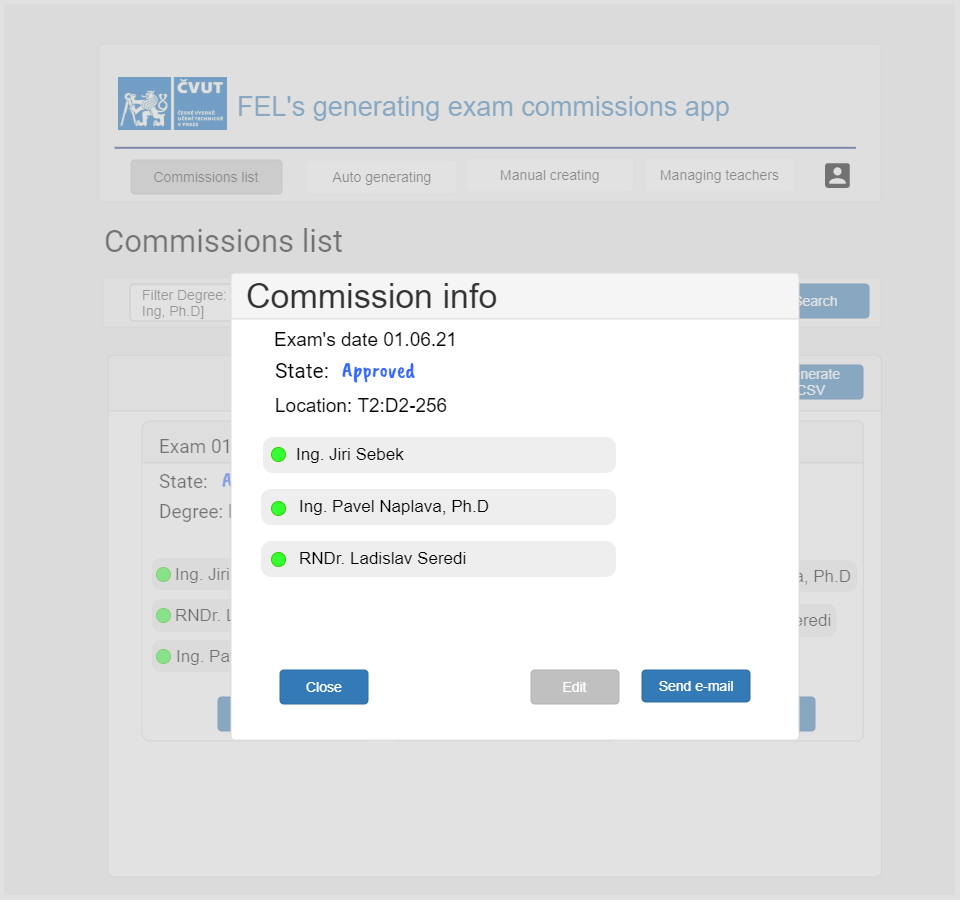 ČVUT
ČESKÉ VYSOKÉ
UČENÍ TECHNICKÉ
V PRAZE
FEL's generating exam commissions app
Commissions list
Auto generating
Manual creating
Managing teachers
Commissions list
Filter Degree:
Ing, Ph.D]
Search
Commission info
Exam's date 01.06.21
State: Approved
Location: T2:D2-256
Ing. Jiri Sebek
Ing. Pavel Naplava, Ph.D
RNDr. Ladislav Seredi
Close
Edit
Send e-mail
CSV
Exam 01
State:
Degree:
Ing. Jiri
RNDr.
Ing.
Ph.D